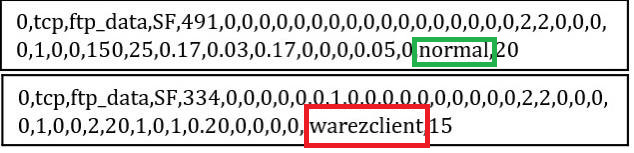 0,tcp,ftp_data,SF,491,0,0,0,0,0,0,0,0,0,0,0,0,0,0,0,0,0,2,2,0,0,0,
0,1,0,0,150,25,0.17,0.03,0.17,0,0,0,0.05,0,normal,20
0,tcp,ftp_data,SF,334,0,0,0,0,0,0,1,0,0,0,0,0,0,0,0,0,0,2,2,0,0,0,
0,1,0,0,2,20,1,0,1,0.20,0,0,0,0,warezclient,15